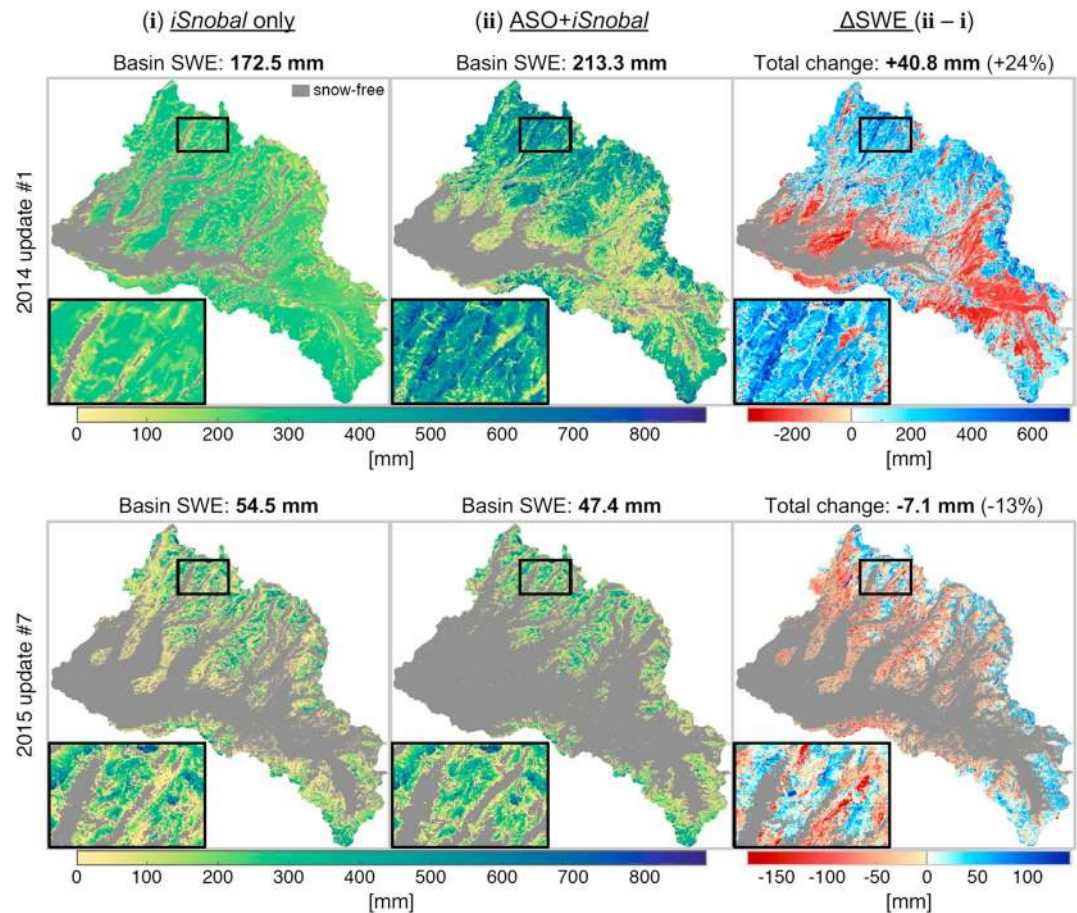 (i) iSnobal only
(ii) ASO+iSnobal
ΔSWE (ii – i)
Basin SWE: 172.5 mm
Basin SWE: 213.3 mm
Total change: +40.8 mm (+24%)
snow-free
2014 update #1
0 100 200 300 400 500 600 700 800
[mm]
-200 0 200 400 600
[mm]
Basin SWE: 54.5 mm
Basin SWE: 47.4 mm
Total change: -7.1 mm (-13%)
2015 update #7
0 100 200 300 400 500 600 700 800
[mm]
-150 -100 -50 0 50 100
[mm]